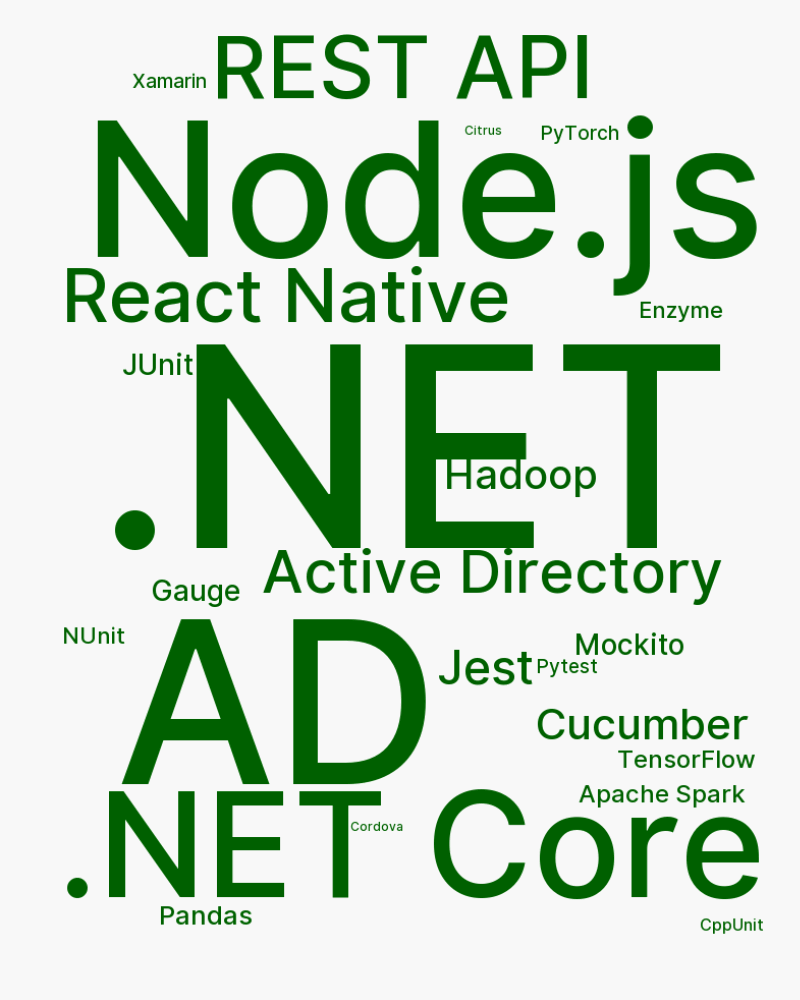 REST API
Xamarin
Citrus
PyTorch
Node.js
React Native
Enzyme
JUnit
.NET
Hadoop
Active Directory
Gauge
NUnit
AD
Mockito
Jest
Pytest
Cucumber
TensorFlow
Apache Spark
.NET Core
Cordova
Pandas
CppUnit